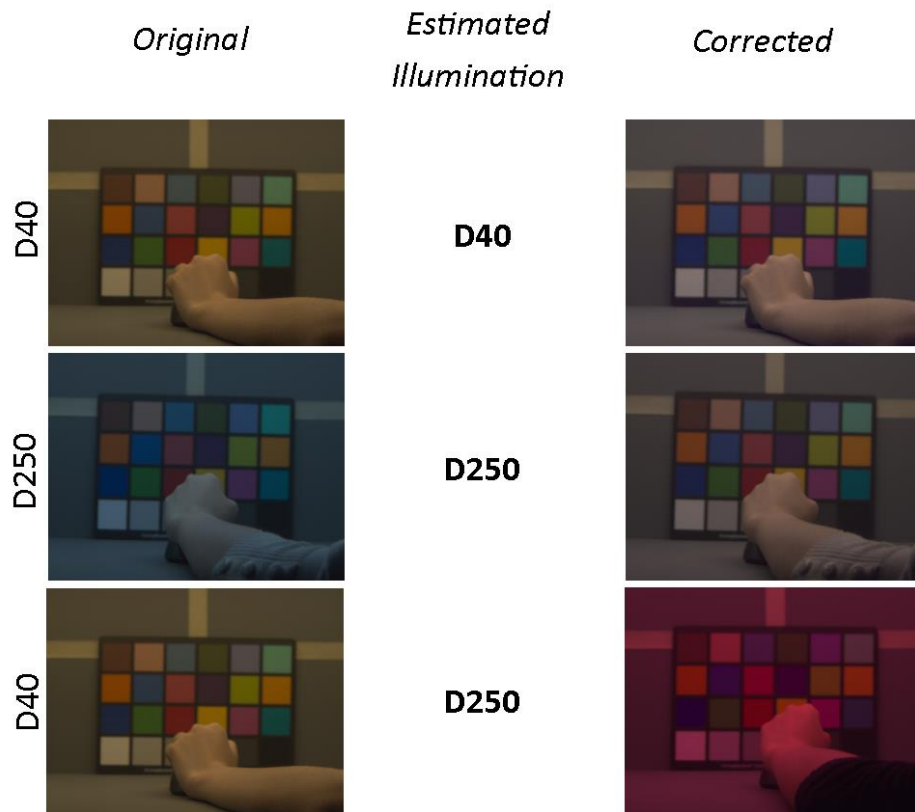 Original
Estimated
Illumination
Corrected
D40
D40
D250
D250
D40
D250